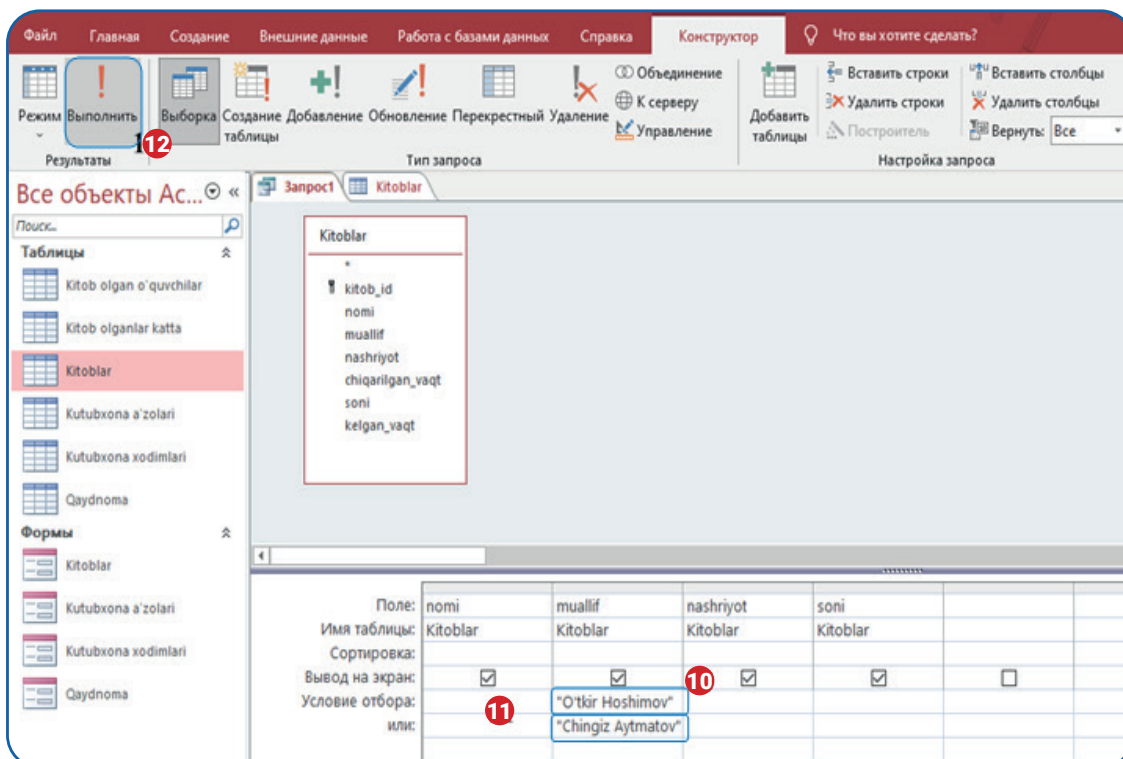 Файл Главная Создание Внешние данные Работа с базами данных Справка Конструктор Что вы хотите сделать?
Режим
Выполнить
Выборка
Создание таблицы
Добавление
Обновление
Перекрестный
Удаление
Объединение
К серверу
Управление
Добавить таблицы
Вставить строки
Удалить строки
Построитель
Вставить столбцы
Удалить столбцы
Вернуть: Все
12
Результаты
Тип запроса
Настройка запроса
Все объекты Ac...
Поиск...
Таблицы
Kitob olgan o'quvchilar
Kitob olganlar katta
Kitoblar
Kutubxona a'zolari
Kutubxona xodimlari
Qaydnoma
Формы
Kitoblar
Kutubxona a'zolari
Kutubxona xodimlari
Qaydnoma
Запрос1 Kitoblar
Kitoblar
*
kitob_id
nomi
muallif
nashriyot
chiqarilgan_vaqt
soni
kelgan_vaqt
Поле: nomi muallif nashriyot soni
Имя таблицы: Kitoblar Kitoblar Kitoblar Kitoblar
Сортировка:
Вывод на экран: 10
Условие отбора: 11 "O'tkir Hoshimov"
или: "Chingiz Aytmatov"